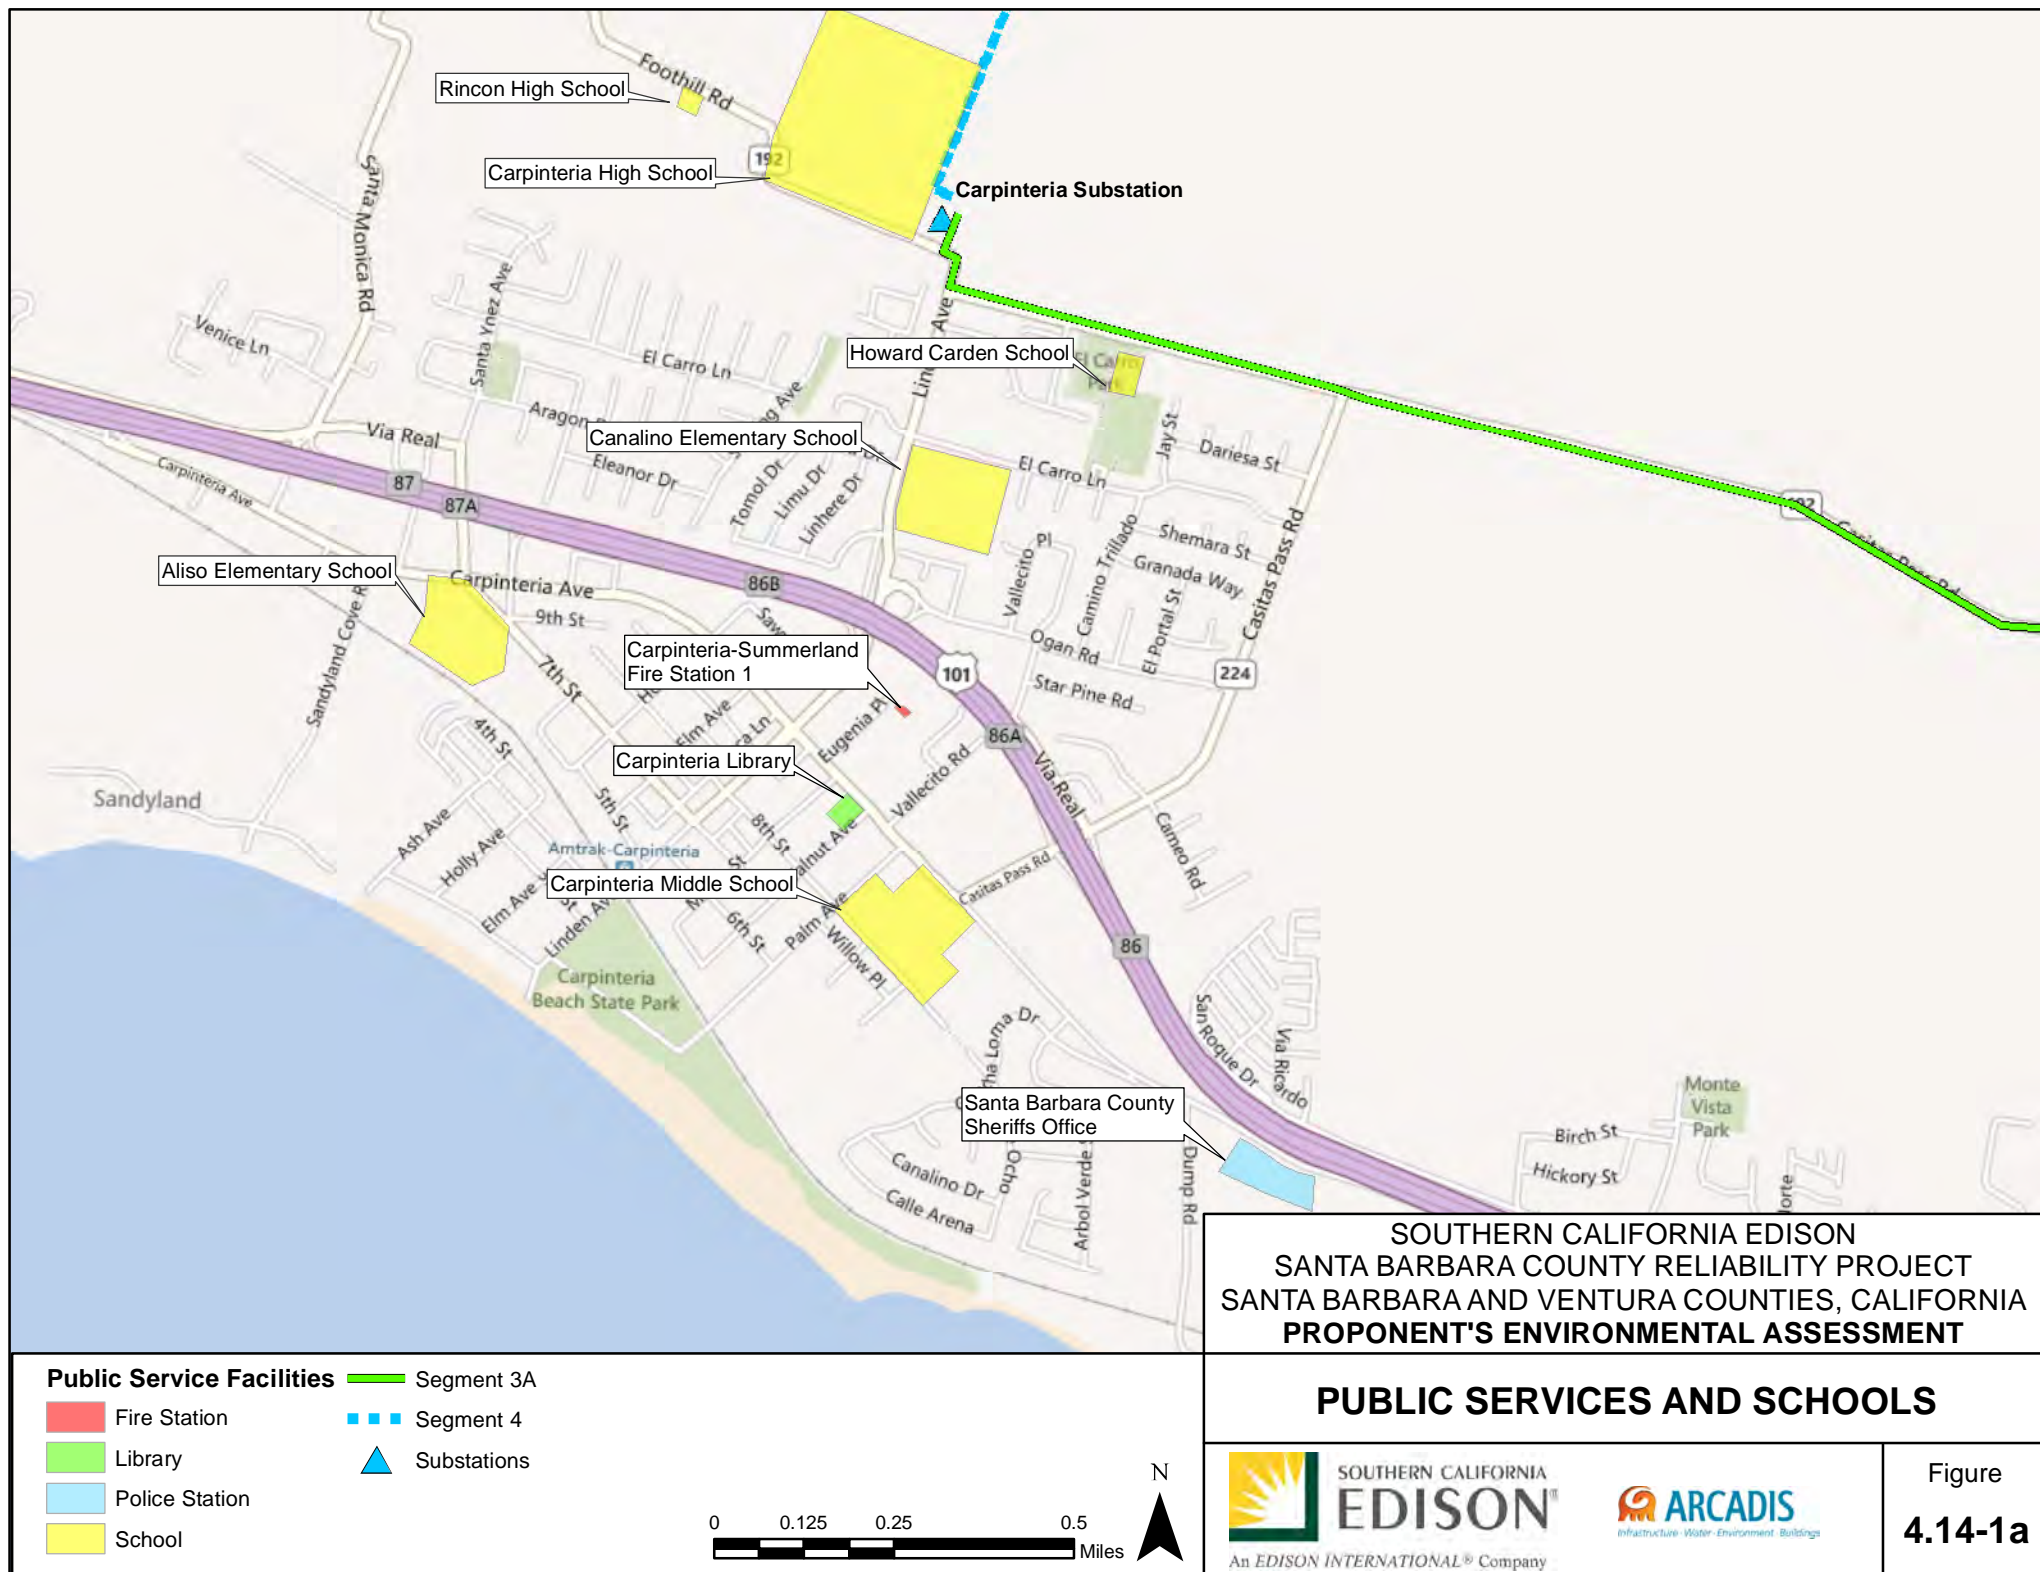 Rincon High School
Foothill Rd
192
Carpinteria High School
Carpinteria Substation
Santa Monica Rd
Santa Ynez Ave
Venice Ln
El Carro Ln
Howard Carden School
El Carro
Park
Via Real
Canalino Elementary School
Eleanor Dr
Tomol Dr
Limu Dr
Linhere Dr
El Carro Ln
Jay St
Dariesa St
Carpinteria Ave
87
87A
Casitas Pass Rd
Shemara St
Granada Way
Vallecito Pl
Camino Trillado
El Portal St
Casitas Pass Rd
Aliso Elementary School
Carpinteria Ave
86B
9th St
Carpinteria-Summerland
Fire Station 1
101
Ogan Rd
Star Pine Rd
224
Sandyland Cove
7th St
Elm Ave
Eugenia Pl
86A
Via Real
4th St
Carpinteria Library
Vallecito Rd
Sandyland
5th St
8th St
Ash Ave
Holly Ave
Amtrak-Carpinteria
Cameo Rd
Casitas Pass Rd
Carpinteria Middle School
Elm Ave
Linden
6th St
Palm Ave
Willow Pl
86
Carpinteria
Beach State Park
San Roque Dr
Via Ricardo
Loma Dr
Santa Barbara County
Sheriffs Office
Monte
Vista
Park
Birch St
Hickory St
Canalino Dr
Calle Arena
Ocho
Arbol Verde
Dump Rd
SOUTHERN CALIFORNIA EDISON
SANTA BARBARA COUNTY RELIABILITY PROJECT
SANTA BARBARA AND VENTURA COUNTIES, CALIFORNIA
PROPONENT'S ENVIRONMENTAL ASSESSMENT
Public Service Facilities
Fire Station
Library
Police Station
School
Segment 3A
Segment 4
Substations
0 0.125 0.25 0.5
Miles
N
PUBLIC SERVICES AND SCHOOLS
SOUTHERN CALIFORNIA
EDISON
An EDISON INTERNATIONAL® Company
ARCADIS
Infrastructure · Water · Environment · Buildings
Figure
4.14-1a